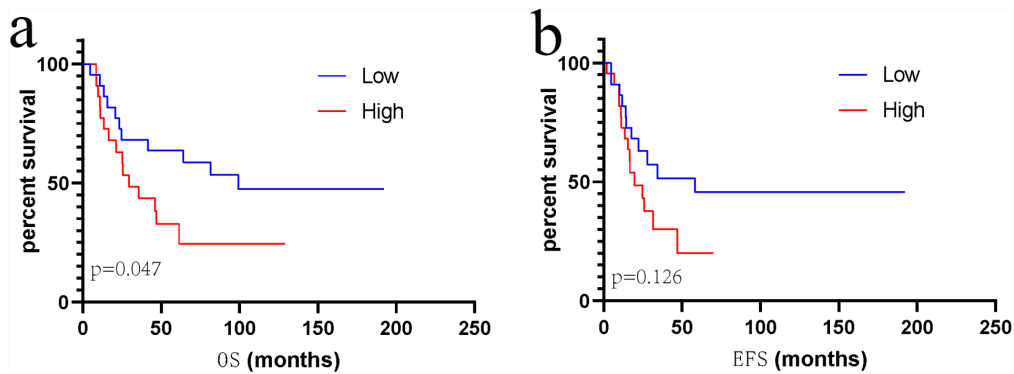 a
100
50
0
percent survival
Low
High
p=0.047
0 50 100 150 200 250
OS (months)
b
100
50
0
percent survival
Low
High
p=0.126
0 50 100 150 200 250
EFS (months)